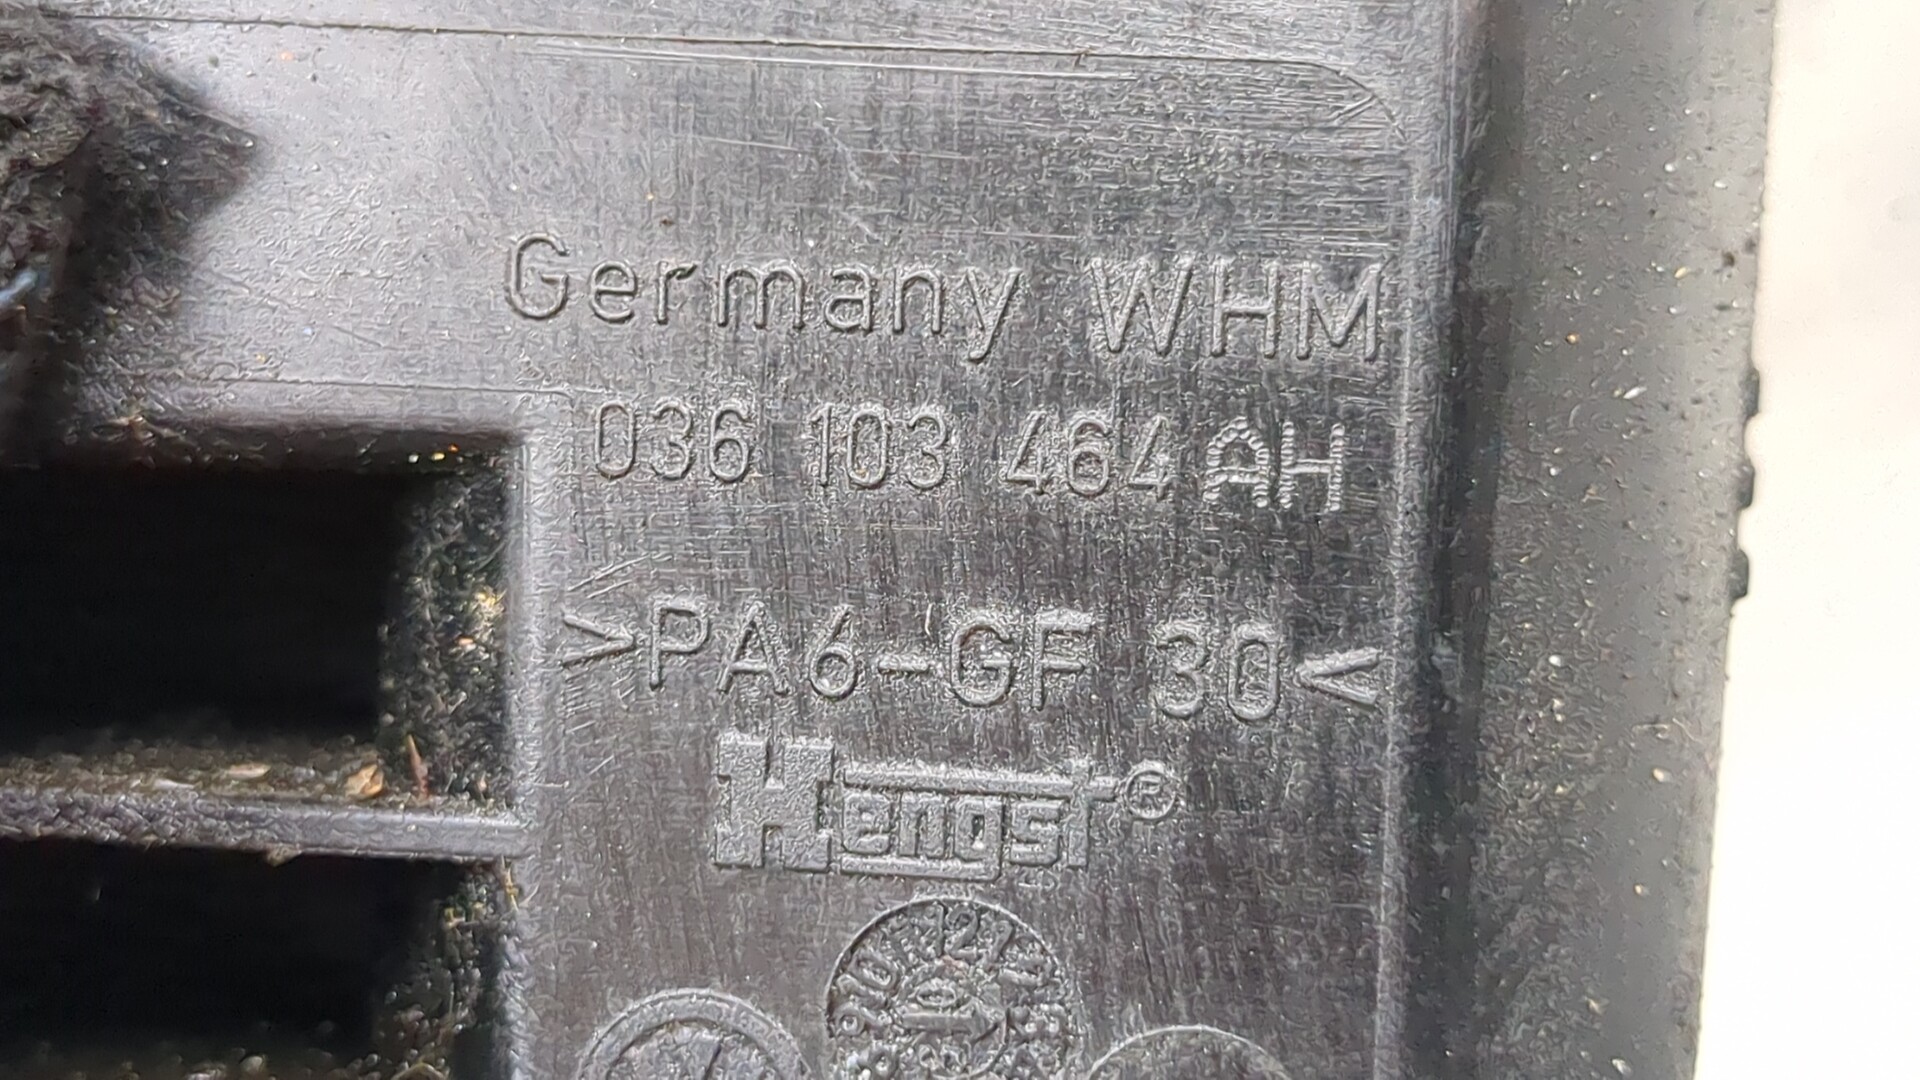 Germany WHM
036 103 464 AH
>PA6-GF 30<
Hengst®